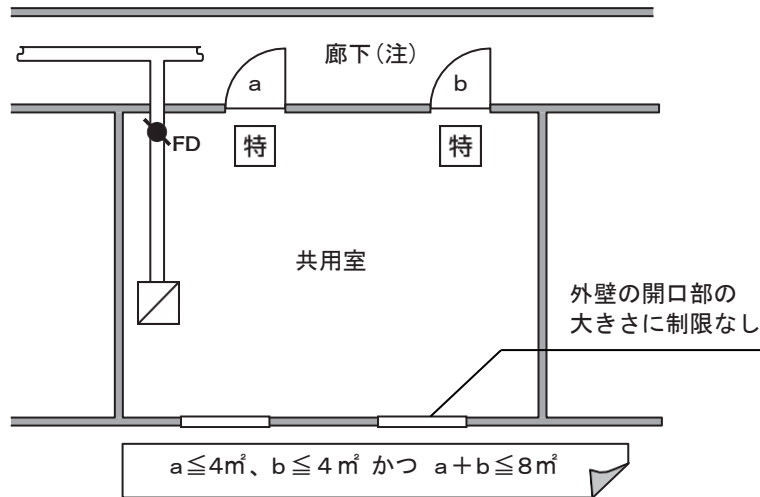 廊下(注)
a
b
FD
特
特
共用室
外壁の開口部の
大きさに制限なし
a≦4㎡、b≦4㎡ かつ a+b≦8㎡